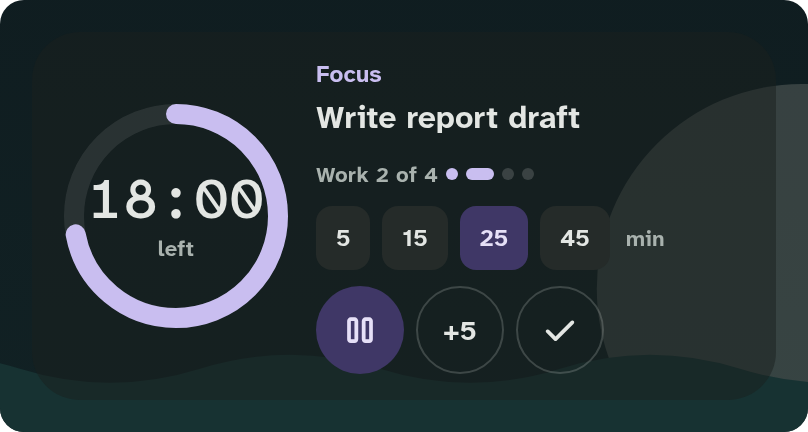 Focus
Write report draft
Work 2 of 4
18:00
left
5 15 25 45 min
+5